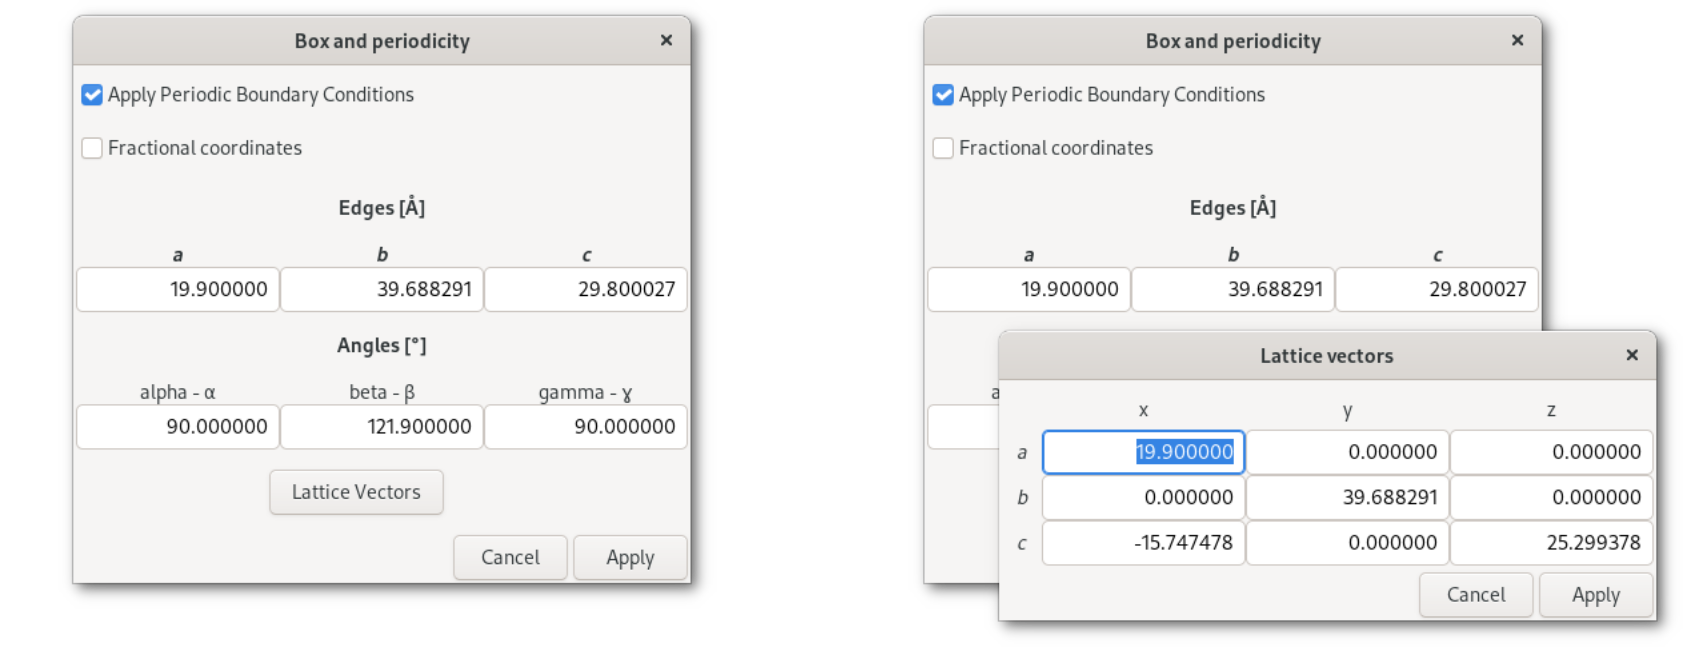 Box and periodicity ×
Apply Periodic Boundary Conditions
Fractional coordinates
Edges [Å]
a b c
19.900000 39.688291 29.800027
Angles [°]
alpha - α beta - β gamma - ɣ
90.000000 121.900000 90.000000
Lattice Vectors
Cancel Apply
Box and periodicity ×
Apply Periodic Boundary Conditions
Fractional coordinates
Edges [Å]
a b c
19.900000 39.688291 29.800027
a
Lattice vectors ×
x y z
a 19.900000 0.000000 0.000000
b 0.000000 39.688291 0.000000
c -15.747478 0.000000 25.299378
Cancel Apply